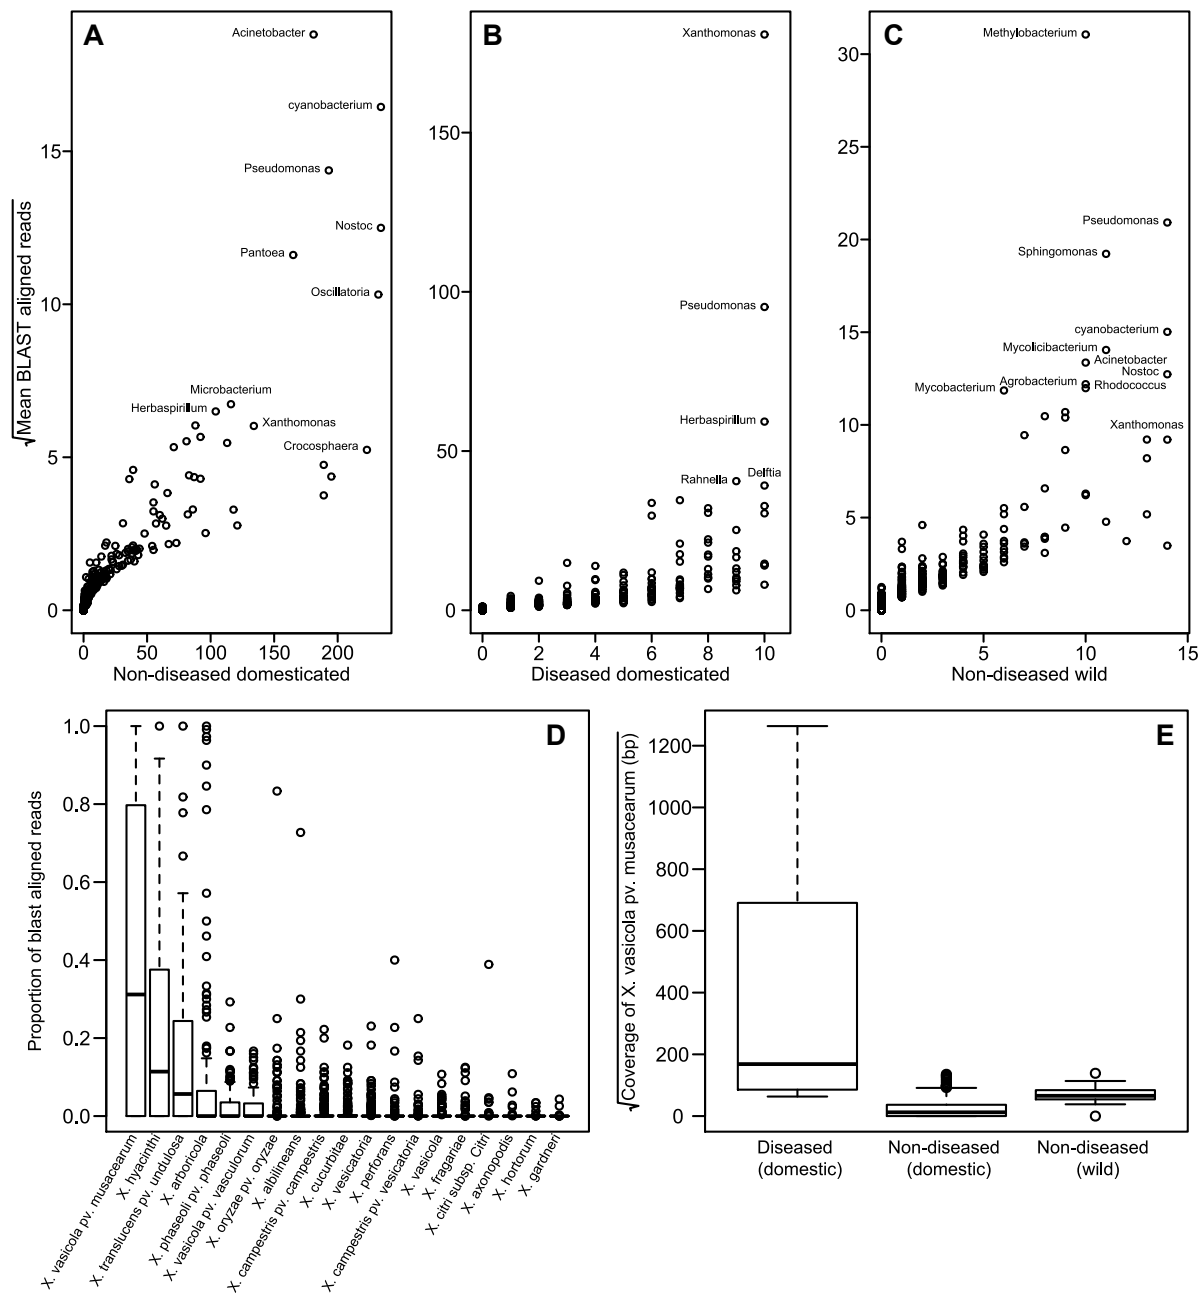 A
Acinetobacter
cyanobacterium
Pseudomonas
Nostoc
Pantoea
Oscillatoria
Microbacterium
Herbaspirillum
Xanthomonas
Crocosphaera
15
10
5
0
√Mean BLAST aligned reads
0 50 100 150 200
Non-diseased domesticated
B
Xanthomonas
Pseudomonas
Herbaspirillum
Rahnella
Delftia
150
100
50
0
0 2 4 6 8 10
Diseased domesticated
C
Methylobacterium
Pseudomonas
Sphingomonas
cyanobacterium
Mycolicibacterium
Acinetobacter
Nostoc
Agrobacterium
Rhodococcus
Mycobacterium
Xanthomonas
30
25
20
15
10
5
0
0 5 10 15
Non-diseased wild
D
1.0
0.8
0.6
0.4
0.2
0.0
Proportion of blast aligned reads
X. vasicola pv. musacearum
X. hyacinthi
X. translucens pv. undulosa
X. arboricola
X. phaseoli pv. phaseoli
X. vasicola pv. vasculorum
X. oryzae pv. oryzae
X. albilineans
X. campestris pv. campestris
X. cucurbitae
X. vesicatoria
X. perforans
X. campestris pv. vesicatoria
X. vasicola
X. fragariae
X. citri subsp. Citri
X. axonopodis
X. hortorum
X. gardneri
E
1200
1000
800
600
400
200
0
√Coverage of X. vasicola pv. musacearum (bp)
Diseased
(domestic)
Non-diseased
(domestic)
Non-diseased
(wild)